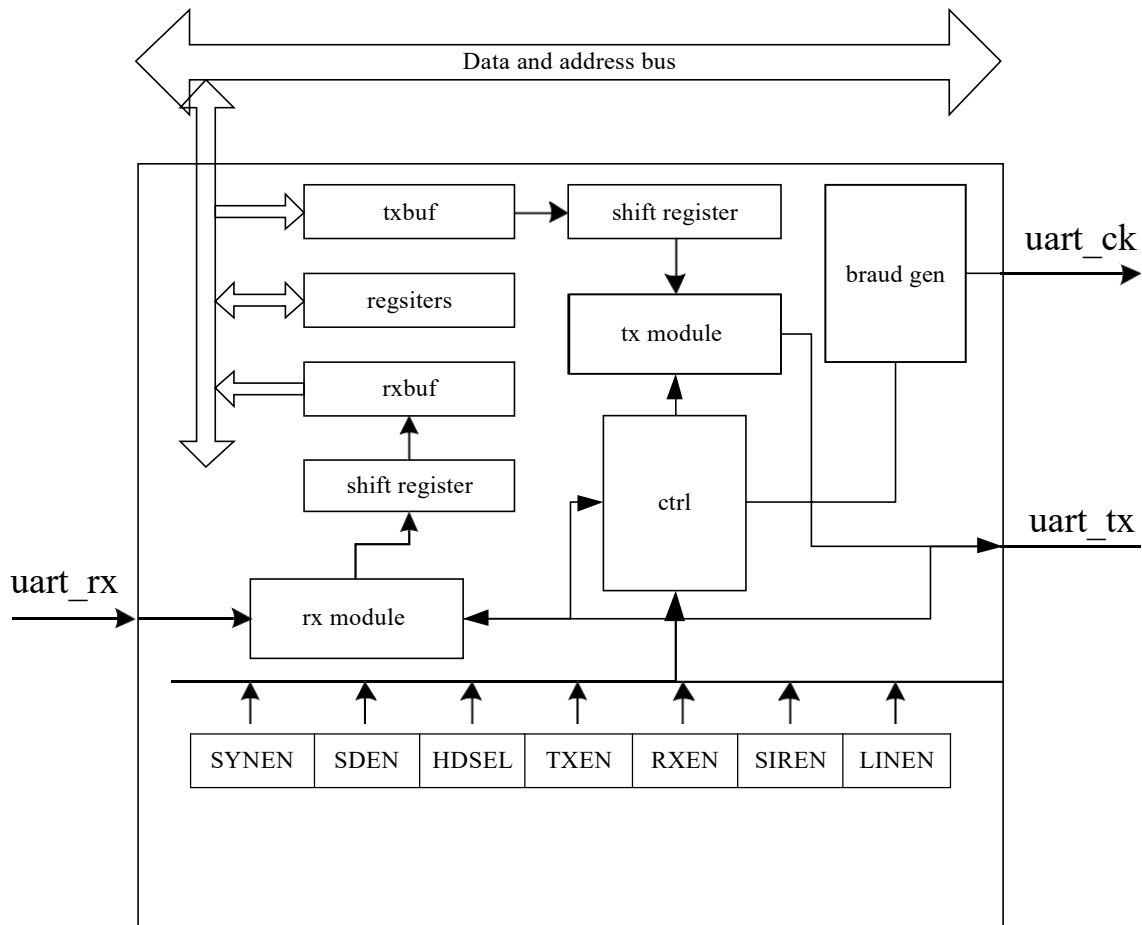 Data and address bus
txbuf
shift register
uart_ck
braud gen
regsiters
tx module
rxbuf
shift register
ctrl
uart_tx
uart_rx
rx module
SYNEN SDEN HDSEL TXEN RXEN SIREN LINEN